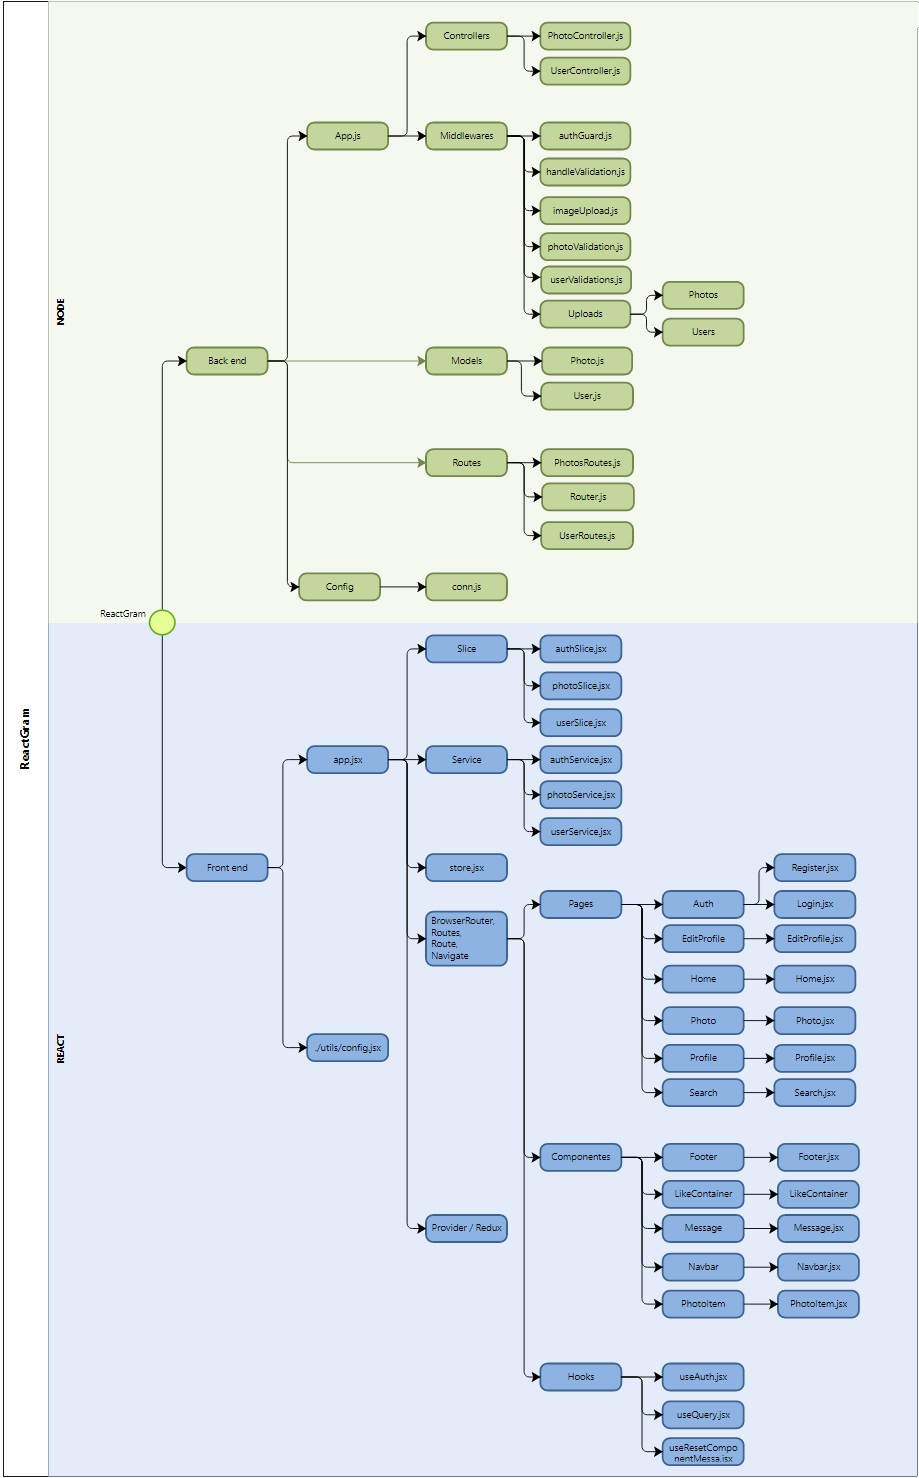 ReactGram
NODE
REACT
ReactGram
Back end
App.js
Controllers
PhotoController.js
UserController.js
Middlewares
authGuard.js
handleValidation.js
imageUpload.js
photoValidation.js
userValidations.js
Uploads
Photos
Users
Models
Photo.js
User.js
Routes
PhotosRoutes.js
Router.js
UserRoutes.js
Config
conn.js
Front end
app.jsx
Slice
authSlice.jsx
photoSlice.jsx
userSlice.jsx
Service
authService.jsx
photoService.jsx
userService.jsx
store.jsx
BrowserRouter,
Routes,
Route,
Navigate
Pages
Auth
Register.jsx
Login.jsx
EditProfile
EditProfile.jsx
Home
Home.jsx
Photo
Photo.jsx
Profile
Profile.jsx
Search
Search.jsx
./utils/config.jsx
Componentes
Footer
Footer.jsx
LikeContainer
LikeContainer
Message
Message.jsx
Navbar
Navbar.jsx
PhotoItem
PhotoItem.jsx
Provider / Redux
Hooks
useAuth.jsx
useQuery.jsx
useResetCompo
nentMessa.jsx